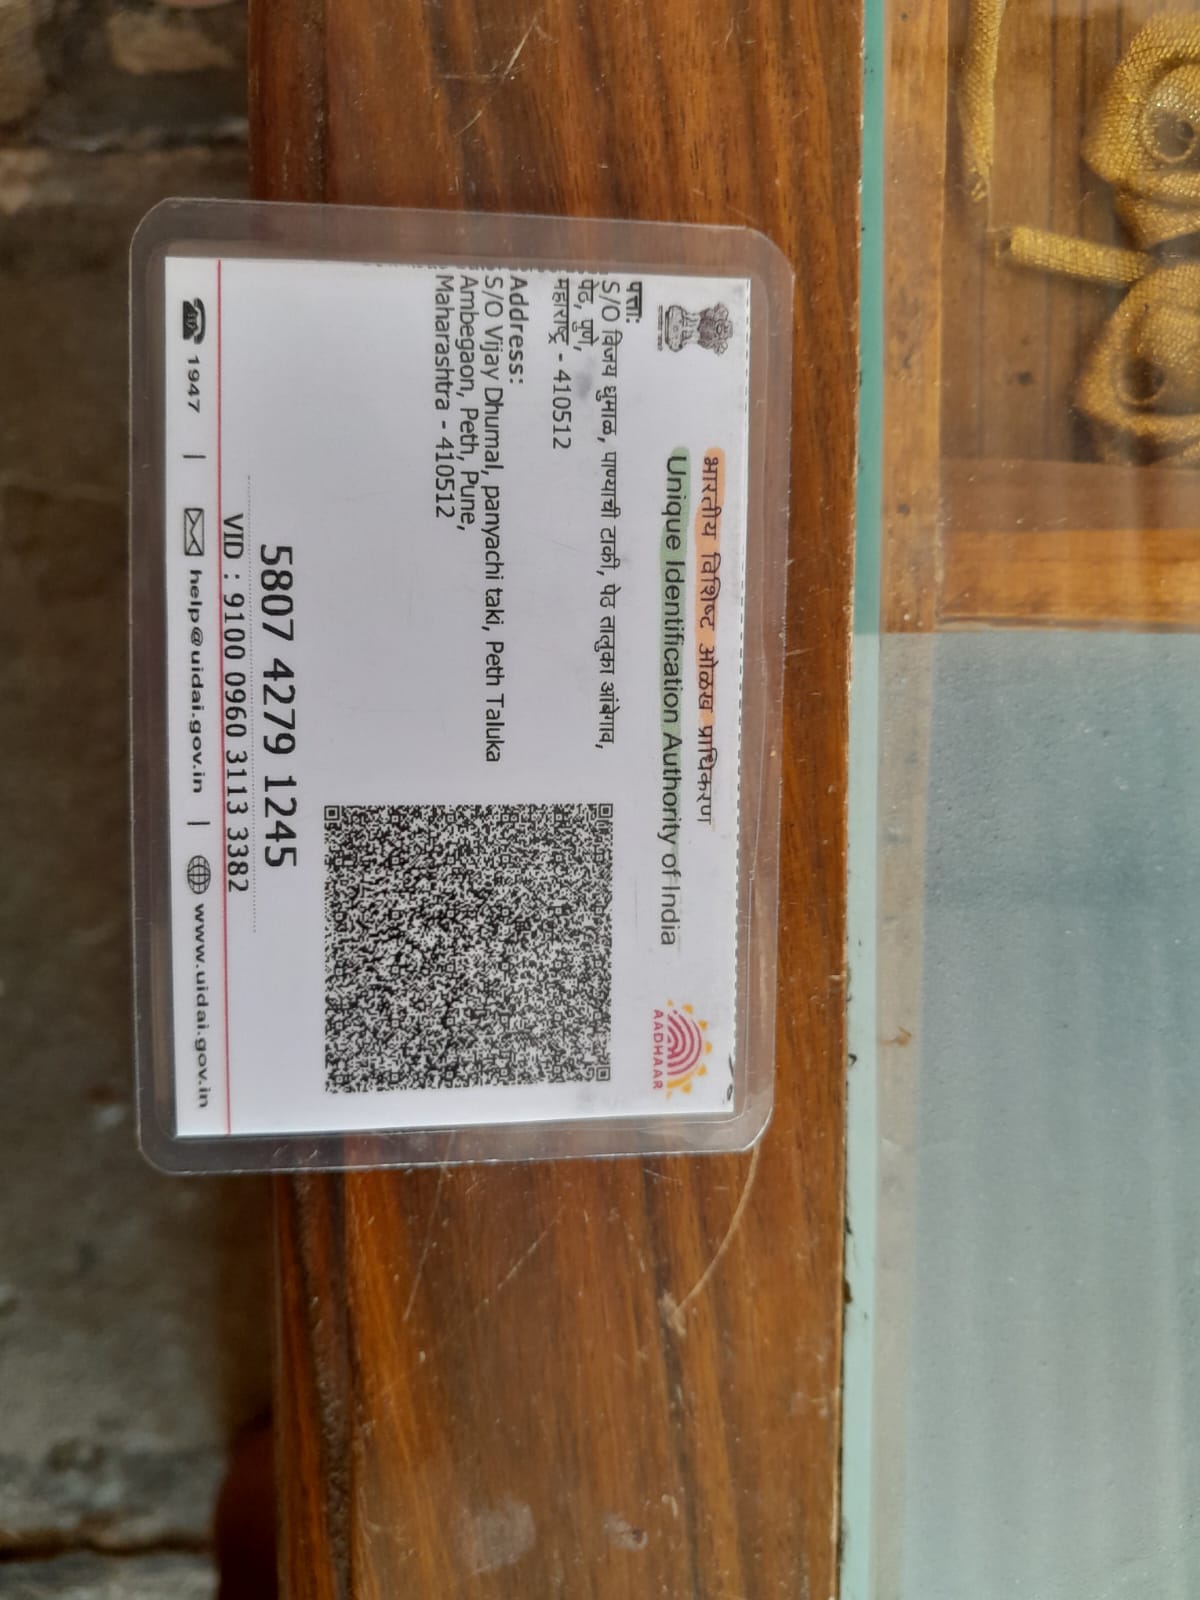 भारतीय विशिष्ट ओळख प्राधिकरण
Unique Identification Authority of India
AADHAAR
पत्ता:
S/O विजय धुमाळ, पाण्याची टाकी, पेठ तालुका आंबेगाव,
पेठ, पुणे,
महाराष्ट्र - 410512
Address:
S/O Vijay Dhumal, panyachi taki, Peth Taluka
Ambegaon, Peth, Pune,
Maharashtra - 410512
5807 4279 1245
VID : 9100 0960 3113 3382
1947 | help@uidai.gov.in | www.uidai.gov.in